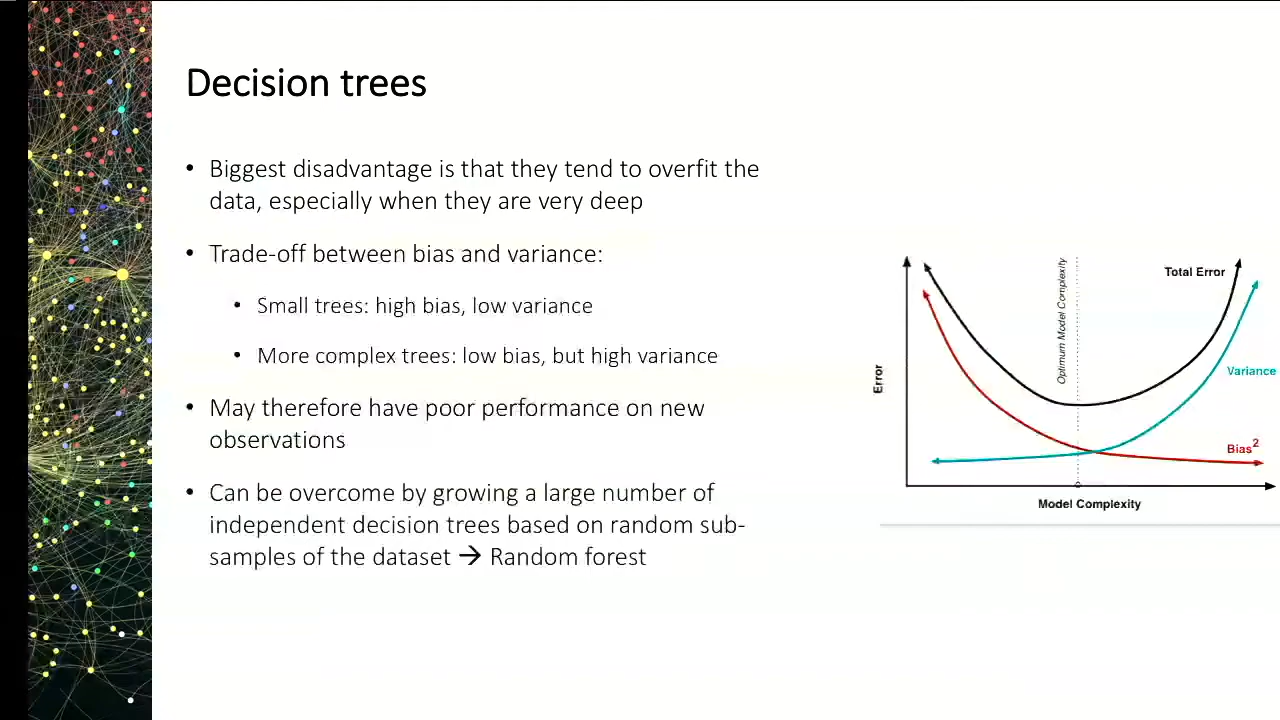 Decision trees
• Biggest disadvantage is that they tend to overfit the
data, especially when they are very deep
• Trade-off between bias and variance:
• Small trees: high bias, low variance
• More complex trees: low bias, but high variance
• May therefore have poor performance on new
observations
• Can be overcome by growing a large number of
independent decision trees based on random sub-
samples of the dataset → Random forest
Error
Optimum Model Complexity
Total Error
Variance
Bias²
Model Complexity